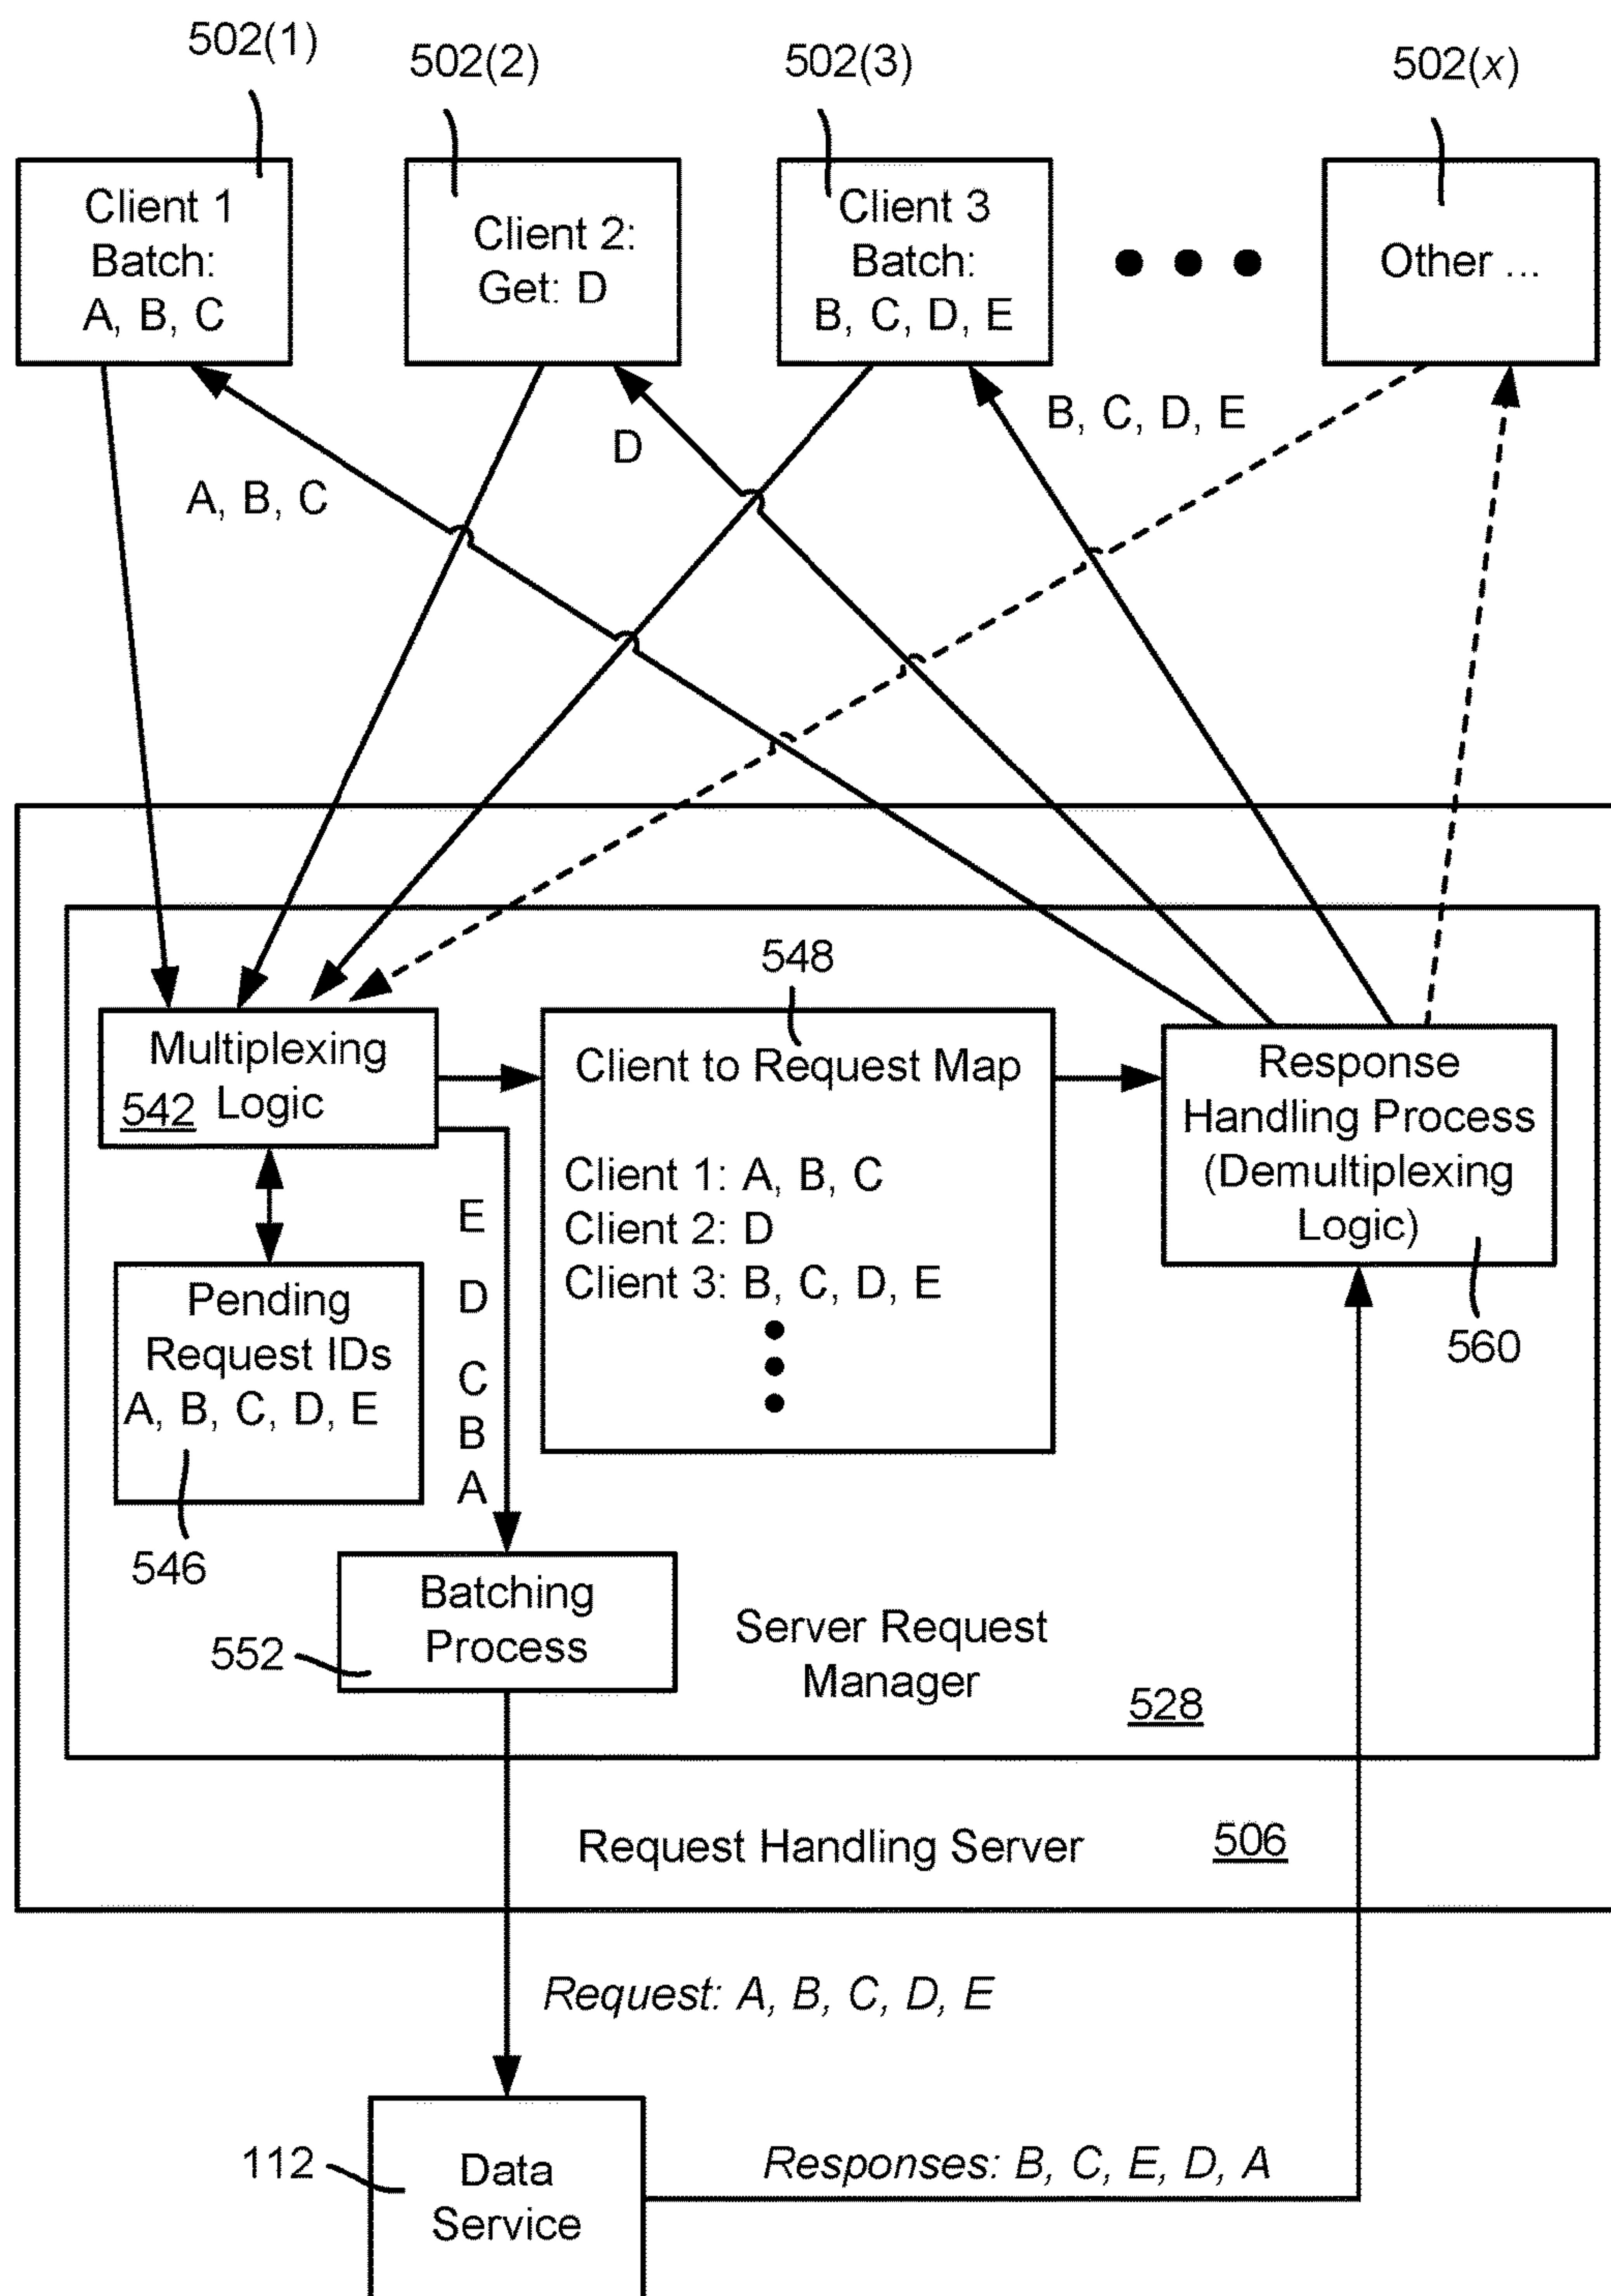 502(1)
502(2)
502(3)
502(x)
Client 1
Batch:
A, B, C
Client 2:
Get: D
Client 3
Batch:
B, C, D, E
Other ...
A, B, C
D
B, C, D, E
548
Multiplexing
Logic
542
Client to Request Map
Client 1: A, B, C
Client 2: D
Client 3: B, C, D, E
Response
Handling Process
(Demultiplexing
Logic)
560
E
D
C
B
A
Pending
Request IDs
A, B, C, D, E
546
Batching
Process
552
Server Request
Manager
528
Request Handling Server
506
Request: A, B, C, D, E
112
Data
Service
Responses: B, C, E, D, A